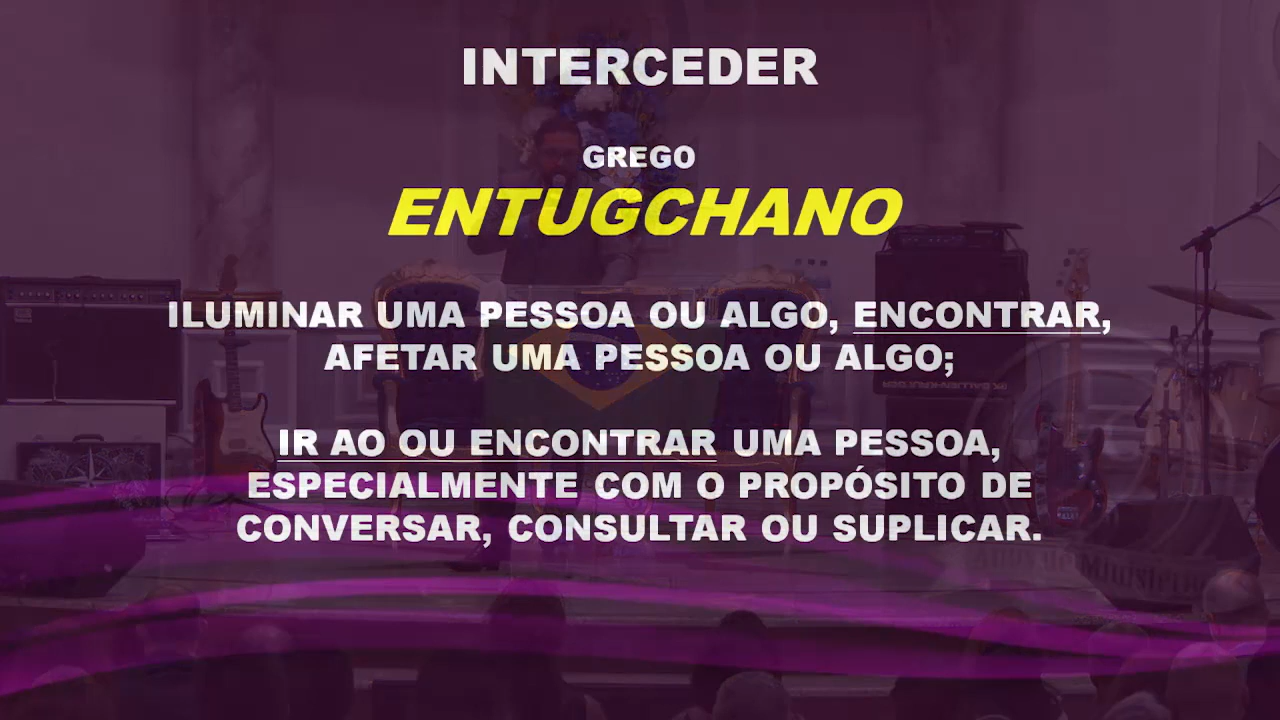 INTERCEDER
GREGO
ENTUGCHANO
ILUMINAR UMA PESSOA OU ALGO, ENCONTRAR,
AFETAR UMA PESSOA OU ALGO;
IR AO OU ENCONTRAR UMA PESSOA,
ESPECIALMENTE COM O PROPÓSITO DE
CONVERSAR, CONSULTAR OU SUPLICAR.